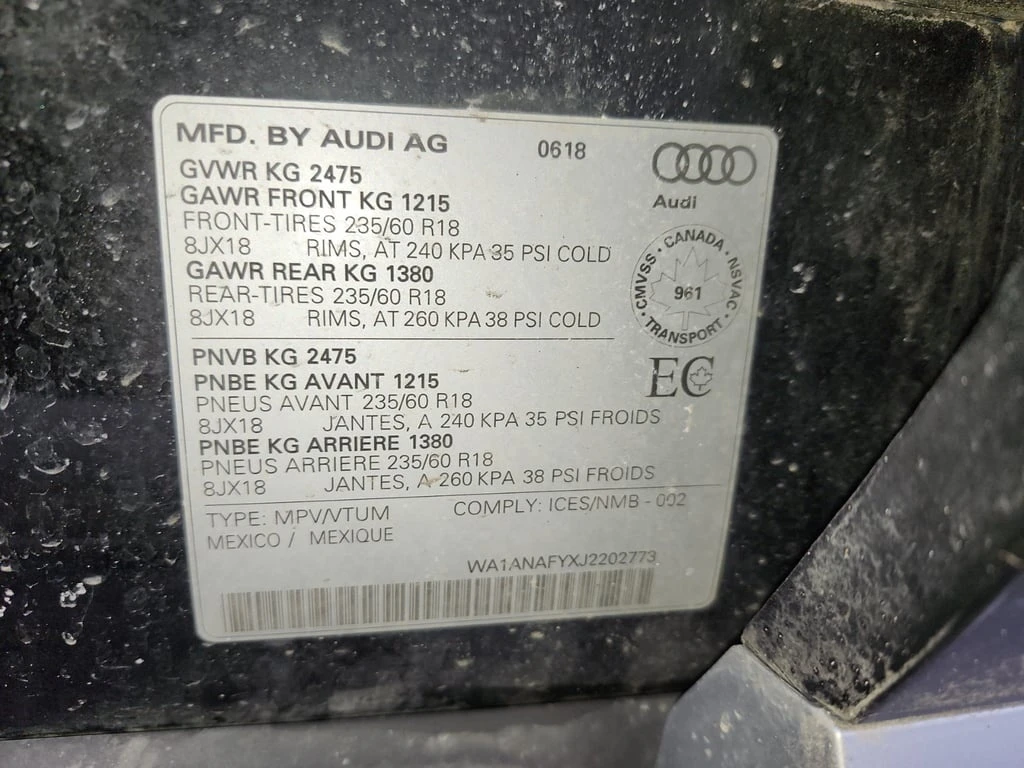 MFD. BY AUDI AG 0618
GVWR KG 2475
GAWR FRONT KG 1215
FRONT-TIRES 235/60 R18
8JX18 RIMS, AT 240 KPA 35 PSI COLD
GAWR REAR KG 1380
REAR-TIRES 235/60 R18
8JX18 RIMS, AT 260 KPA 38 PSI COLD
Audi
CMVSS · CANADA · NSVAC · TRANSPORT ·
961
EC
PNVB KG 2475
PNBE KG AVANT 1215
PNEUS AVANT 235/60 R18
8JX18 JANTES, A 240 KPA 35 PSI FROIDS
PNBE KG ARRIERE 1380
PNEUS ARRIERE 235/60 R18
8JX18 JANTES, A 260 KPA 38 PSI FROIDS
TYPE: MPV/VTUM COMPLY: ICES/NMB - 002
MEXICO / MEXIQUE
WA1ANAFYXJ2202773